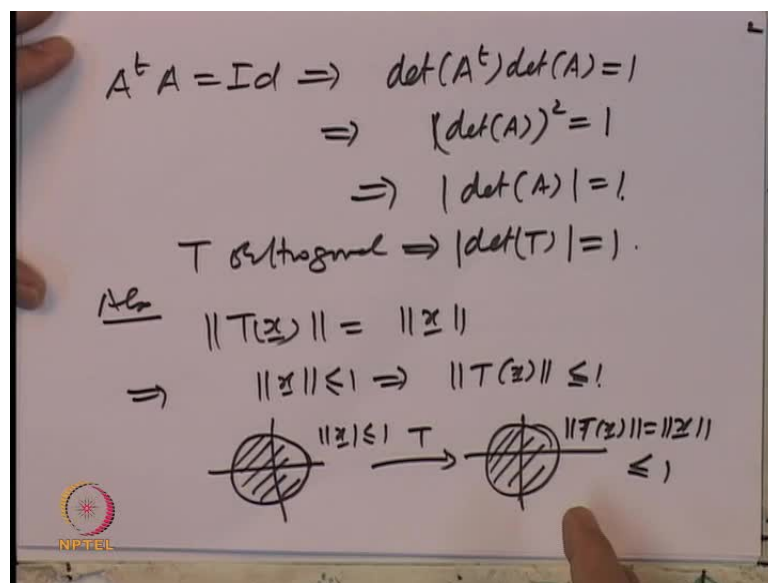 A^t A = Id ⇒ det(A^t) det(A) = 1
⇒ (det(A))² = 1
⇒ |det(A)| = 1.
T orthogonal ⇒ |det(T)| = 1.
Also
||T(x)|| = ||x||
⇒ ||x|| ≤ 1 ⇒ ||T(x)|| ≤ 1.
||x| ≤ 1 T ||T(x)|| = ||x||
≤ 1
NPTEL